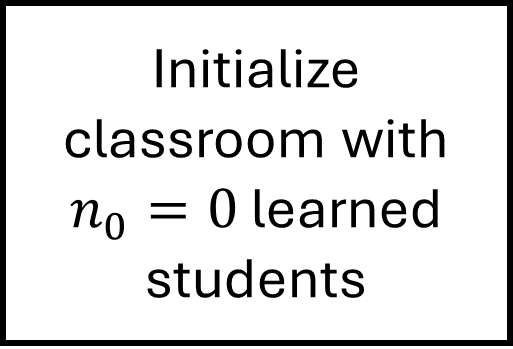 Initialize
classroom with
n₀ = 0 learned
students